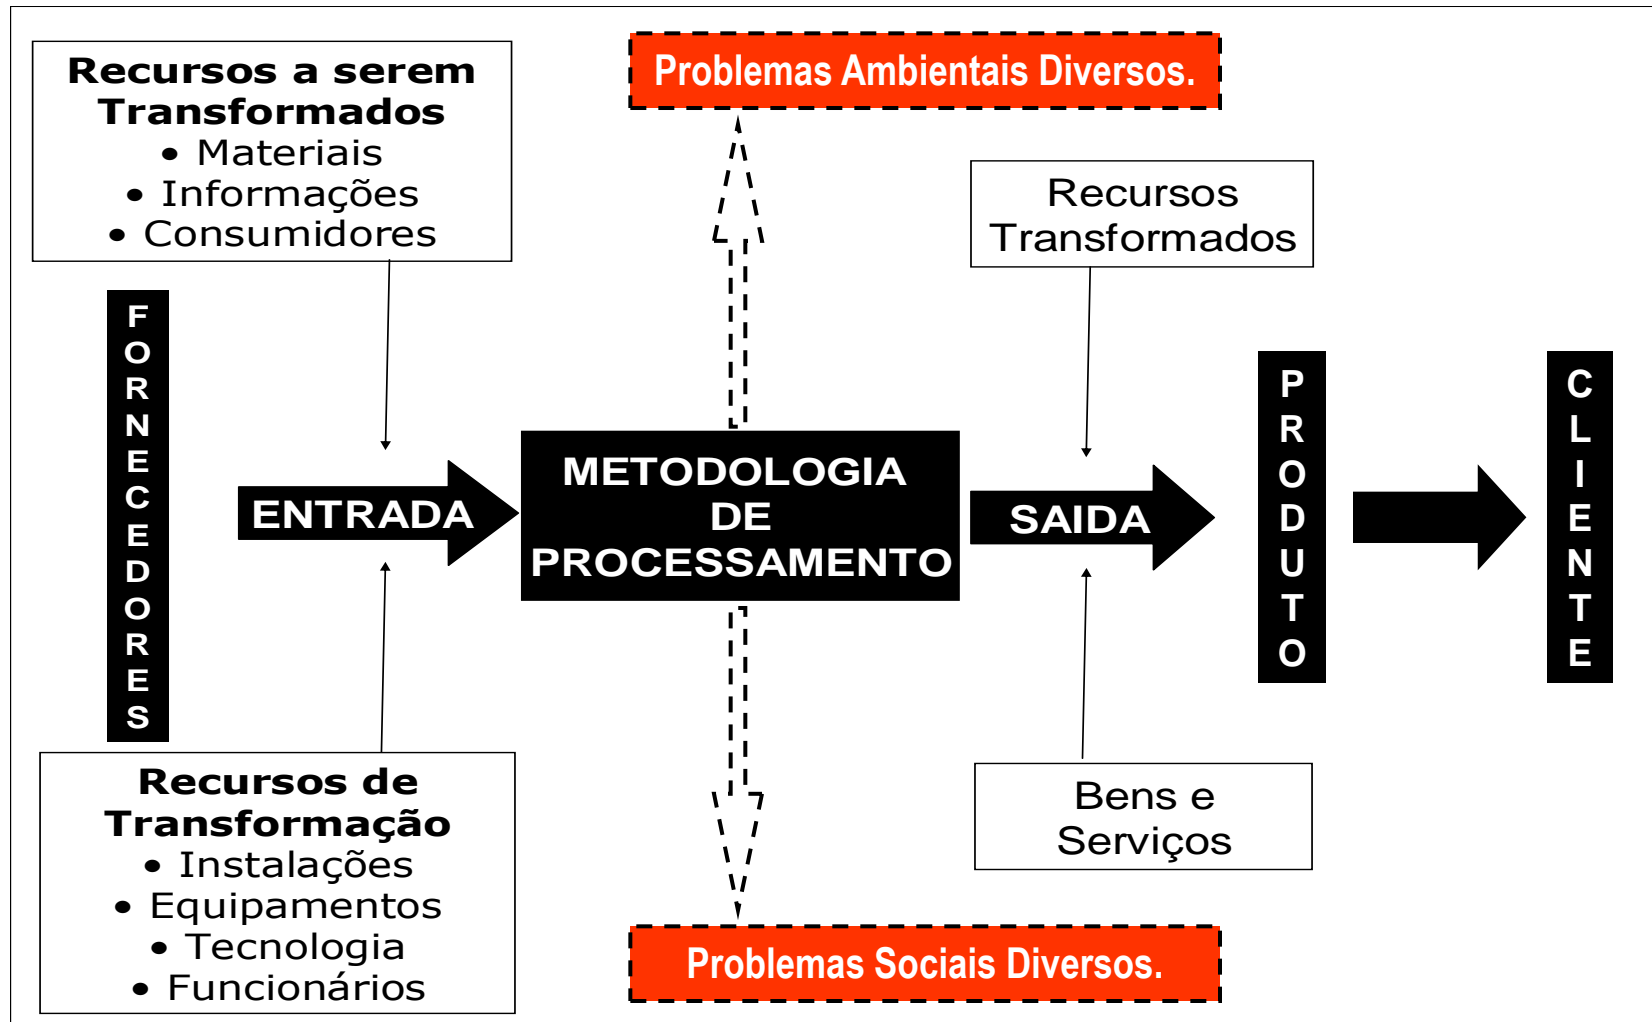 Recursos a serem
Transformados
• Materiais
• Informações
• Consumidores
Problemas Ambientais Diversos.
Recursos
Transformados
FORNECEDORES
ENTRADA
METODOLOGIA
DE
PROCESSAMENTO
SAIDA
PRODUTO
CLIENTE
Recursos de
Transformação
• Instalações
• Equipamentos
• Tecnologia
• Funcionários
Bens e
Serviços
Problemas Sociais Diversos.